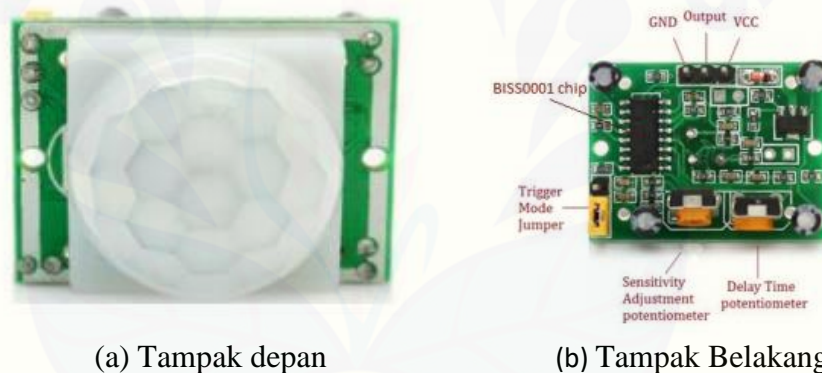 GND Output VCC
BISS0001 chip
Trigger
Mode
Jumper
Sensitivity
Adjustment
potentiometer
Delay Time
potentiometer
(a) Tampak depan
(b) Tampak Belakang